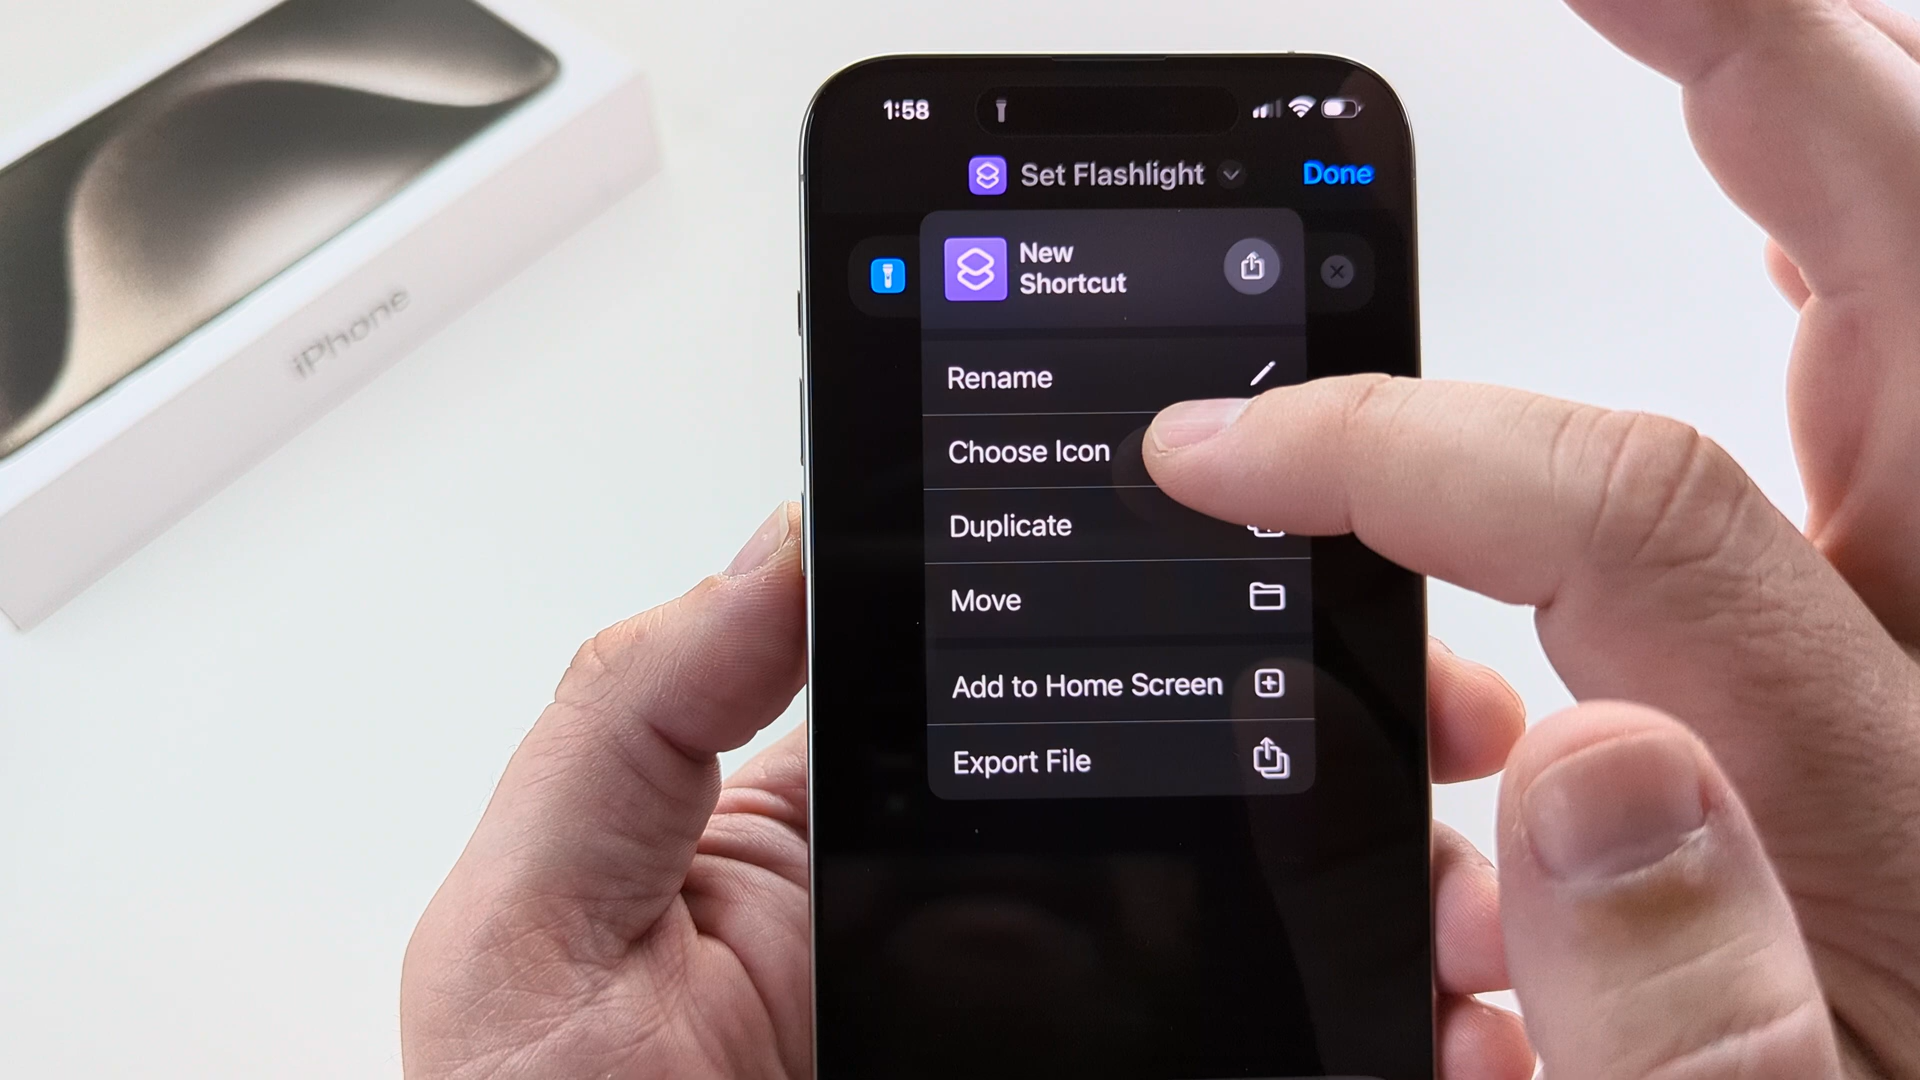 1:58
Set Flashlight
Done
New
Shortcut
Rename
Choose Icon
Duplicate
Move
Add to Home Screen
Export File
iPhone